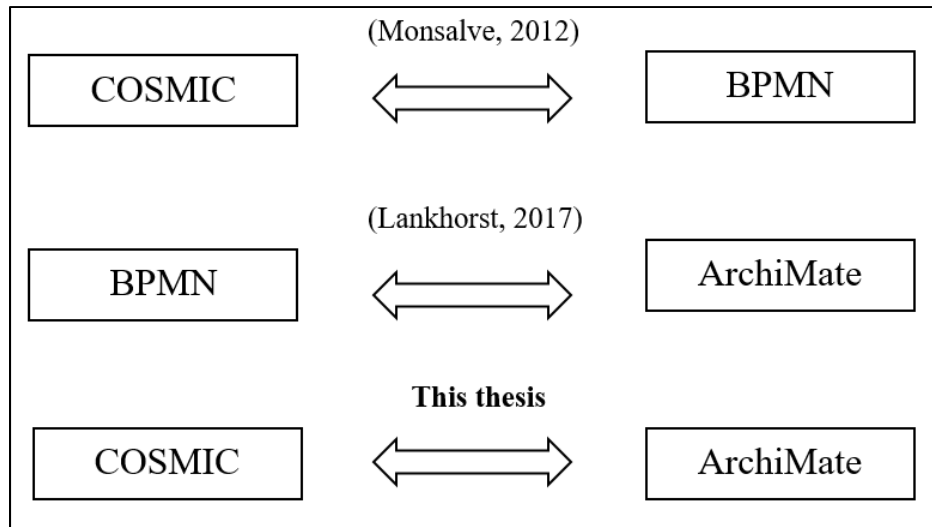 (Monsalve, 2012)
COSMIC
BPMN
(Lankhorst, 2017)
BPMN
ArchiMate
This thesis
COSMIC
ArchiMate